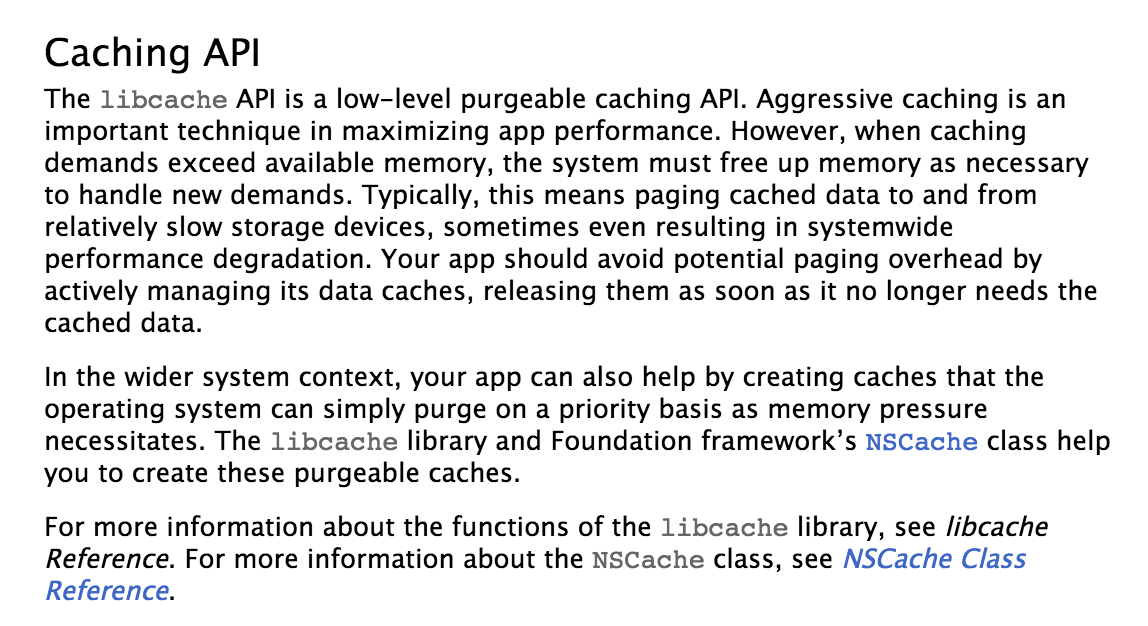 Caching API
The libcache API is a low-level purgeable caching API. Aggressive caching is an
important technique in maximizing app performance. However, when caching
demands exceed available memory, the system must free up memory as necessary
to handle new demands. Typically, this means paging cached data to and from
relatively slow storage devices, sometimes even resulting in systemwide
performance degradation. Your app should avoid potential paging overhead by
actively managing its data caches, releasing them as soon as it no longer needs the
cached data.
In the wider system context, your app can also help by creating caches that the
operating system can simply purge on a priority basis as memory pressure
necessitates. The libcache library and Foundation framework’s NSCache class help
you to create these purgeable caches.
For more information about the functions of the libcache library, see libcache
Reference. For more information about the NSCache class, see NSCache Class
Reference.